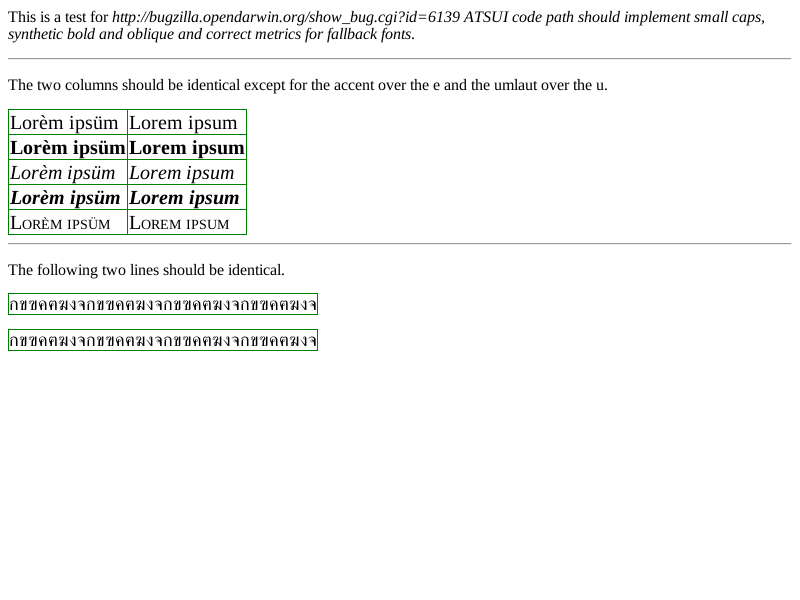 This is a test for http://bugzilla.opendarwin.org/show_bug.cgi?id=6139 ATSUI code path should implement small caps,
synthetic bold and oblique and correct metrics for fallback fonts.
The two columns should be identical except for the accent over the e and the umlaut over the u.
Lorèm ipsüm Lorem ipsum
Lorèm ipsüm Lorem ipsum
Lorèm ipsüm Lorem ipsum
Lorèm ipsüm Lorem ipsum
Lorèm ipsüm Lorem ipsum
The following two lines should be identical.
กขฃคฅฆงจกขฃคฅฆงจกขฃคฅฆงจกขฃคฅฆงจ
กขฃคฅฆงจกขฃคฅฆงจกขฃคฅฆงจกขฃคฅฆงจ